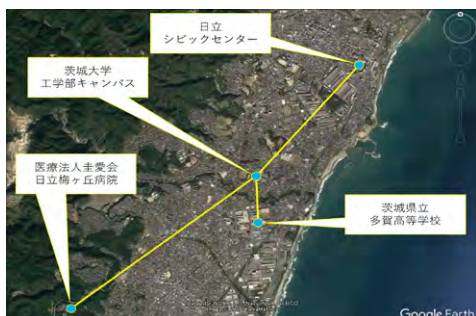 日立
シビックセンター
茨城大学
工学部キャンパス
医療法人圭愛会
日立梅ヶ丘病院
茨城県立
多賀高等学校
Google Earth